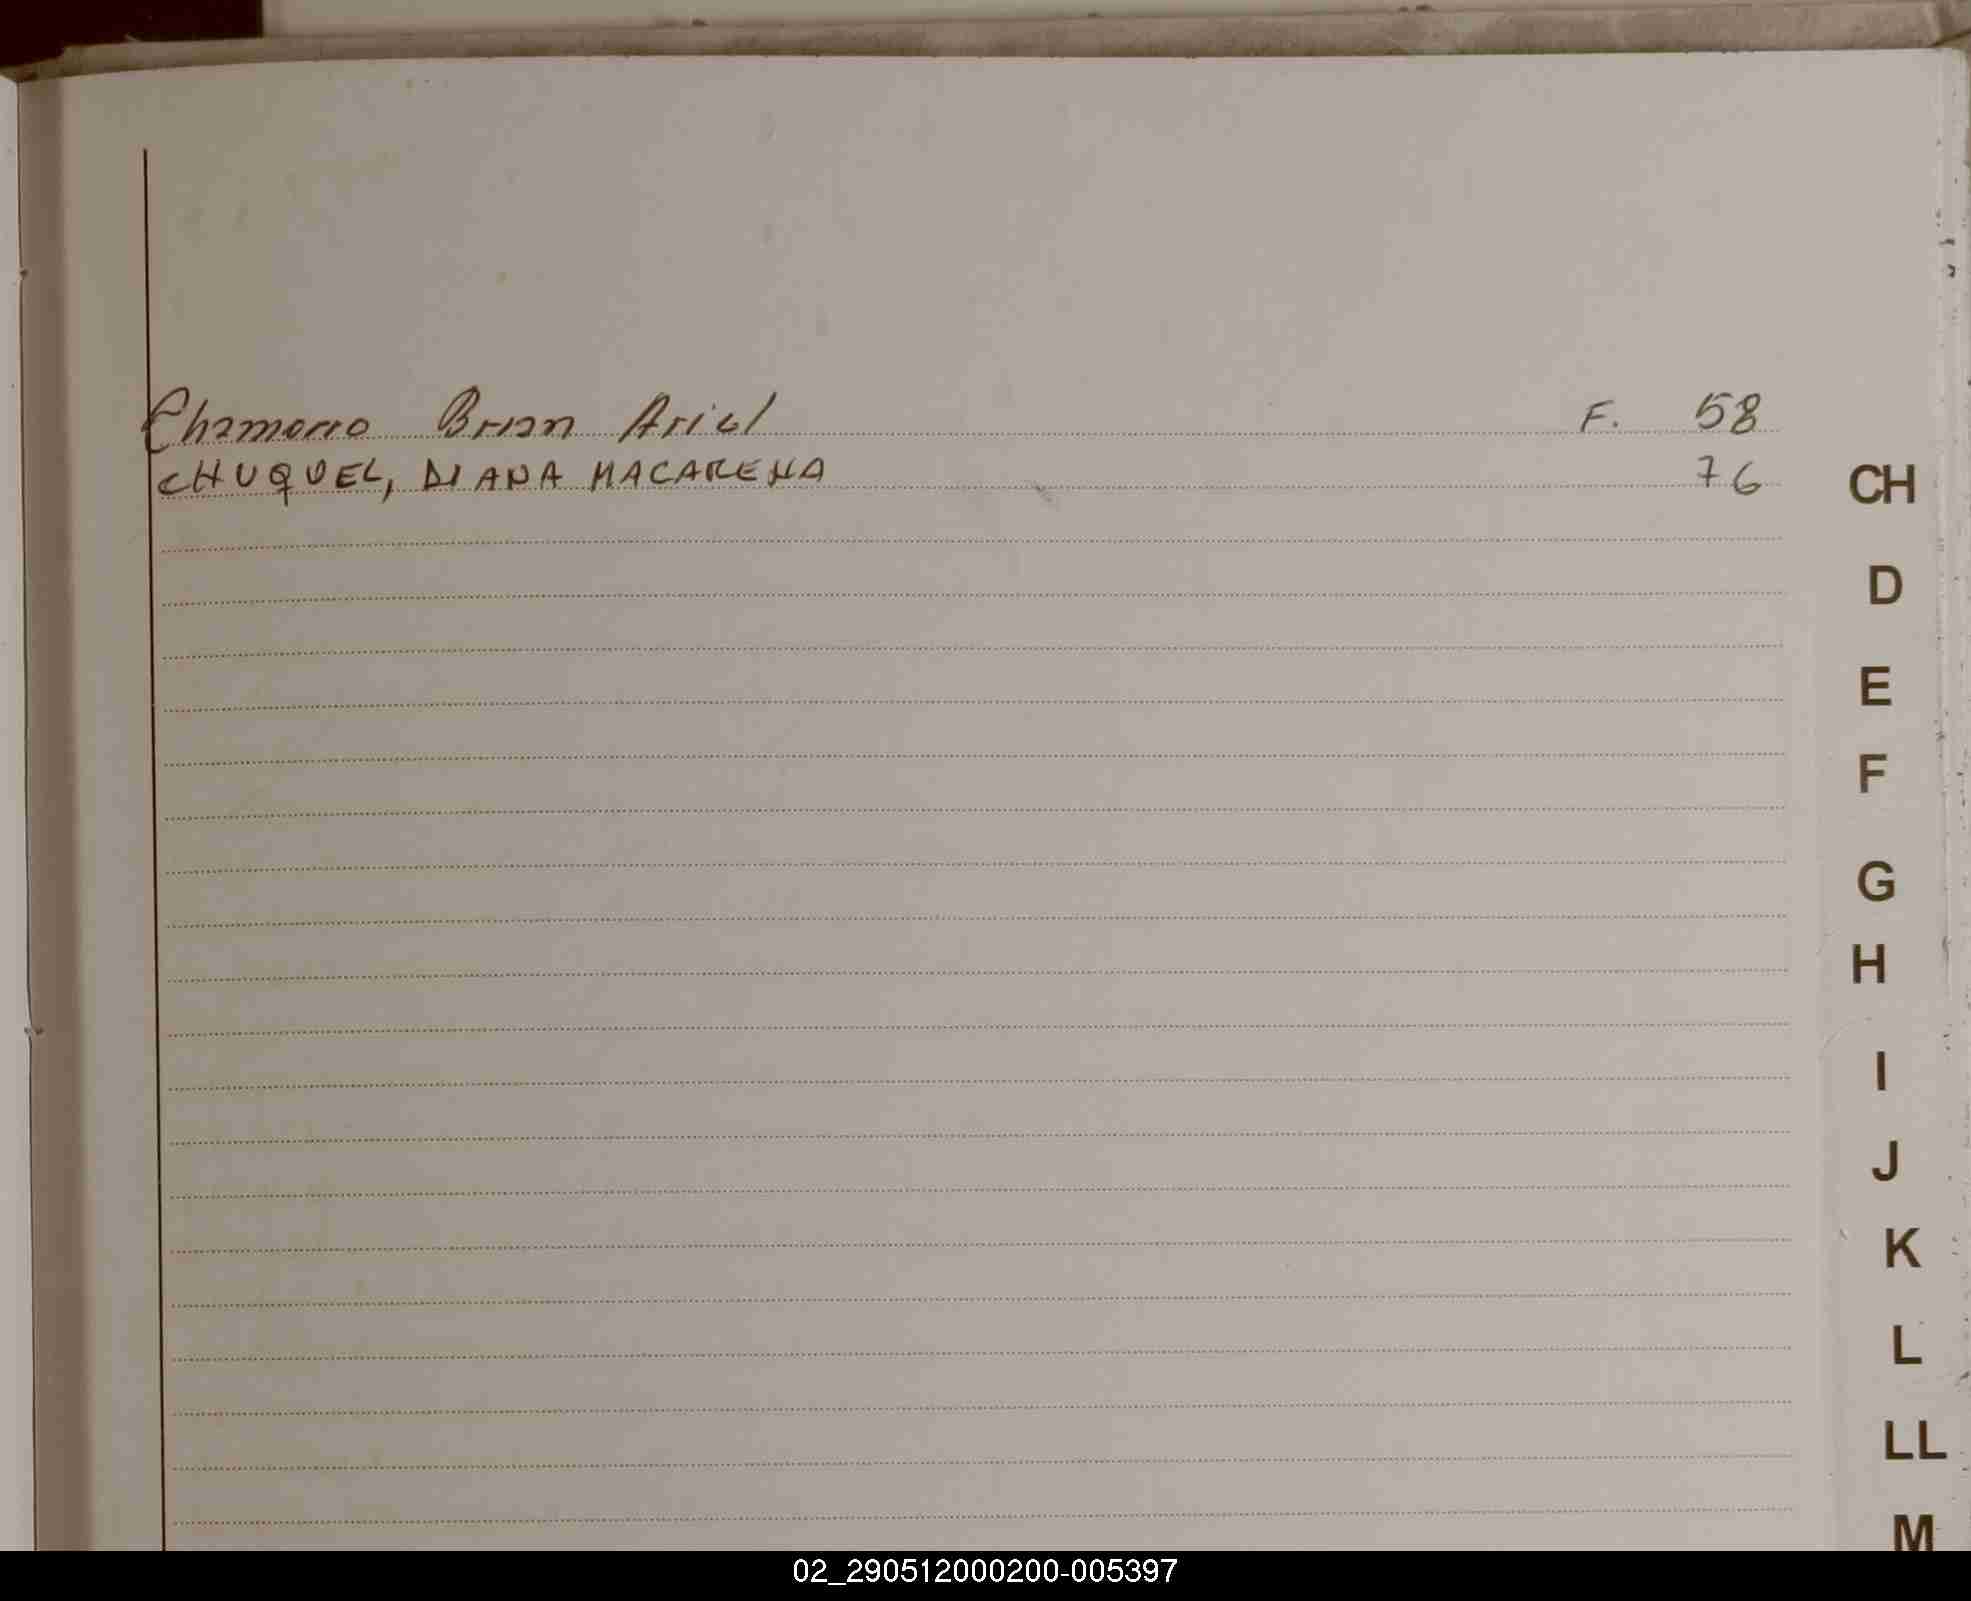 Chamorro Brian Ariel F. 58
CHUQUEL, DIANA MACARENA 76
CH
D
E
F
G
H
I
J
K
L
LL
M
02_290512000200-005397